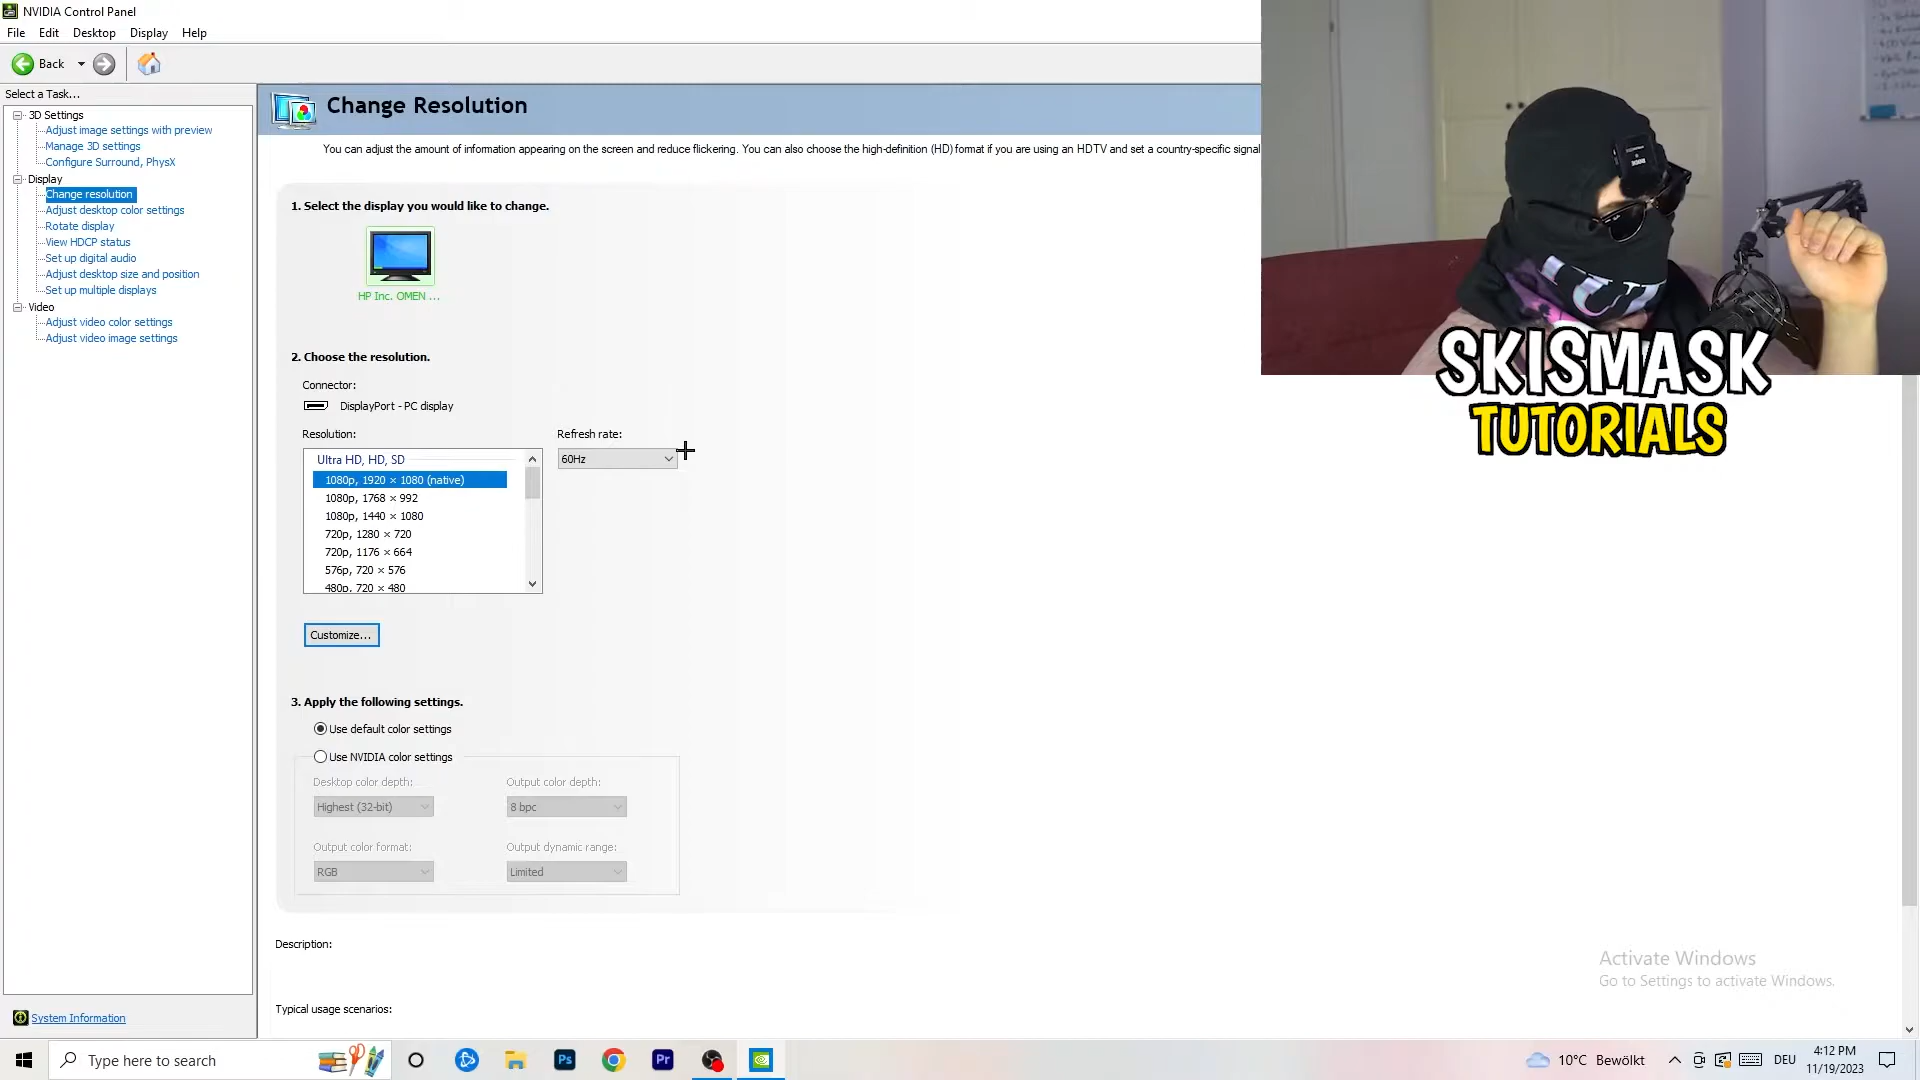 NVIDIA Control Panel
File Edit Desktop Display Help
Back
Select a Task...
3D Settings
Adjust image settings with preview
Manage 3D settings
Configure Surround, PhysX
Display
Change resolution
Adjust desktop color settings
Rotate display
View HDCP status
Set up digital audio
Adjust desktop size and position
Set up multiple displays
Video
Adjust video color settings
Adjust video image settings
System Information
Change Resolution
You can adjust the amount of information appearing on the screen and reduce flickering. You can also choose the high-definition (HD) format if you are using an HDTV and set a country-specific signal
1. Select the display you would like to change.
HP Inc. OMEN ...
2. Choose the resolution.
Connector:
DisplayPort - PC display
Resolution:
Refresh rate:
Ultra HD, HD, SD
60Hz
1080p, 1920 × 1080 (native)
1080p, 1768 × 992
1080p, 1440 × 1080
720p, 1280 × 720
720p, 1176 × 664
576p, 720 × 576
480p, 720 × 480
Customize...
3. Apply the following settings.
Use default color settings
Use NVIDIA color settings
Desktop color depth:
Output color depth:
Highest (32-bit)
8 bpc
Output color format:
Output dynamic range:
RGB
Limited
Description:
Typical usage scenarios:
SKISMASK
TUTORIALS
Activate Windows
Go to Settings to activate Windows.
Type here to search
Ps
Pr
10°C Bewölkt
DEU
4:12 PM
11/19/2023